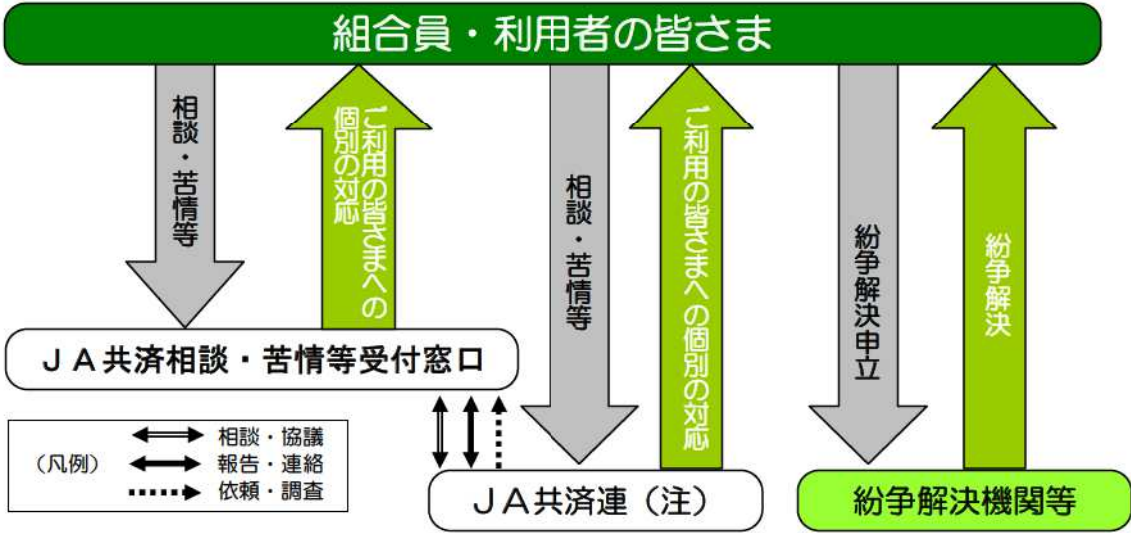 組合員・利用者の皆さま
相談・苦情等
ご利用の皆さまへの
個別の対応
相談・苦情等
ご利用の皆さまへの個別の対応
紛争解決申立
紛争解決
ＪＡ共済相談・苦情等受付窓口
（凡例）
相談・協議
報告・連絡
依頼・調査
ＪＡ共済連（注）
紛争解決機関等